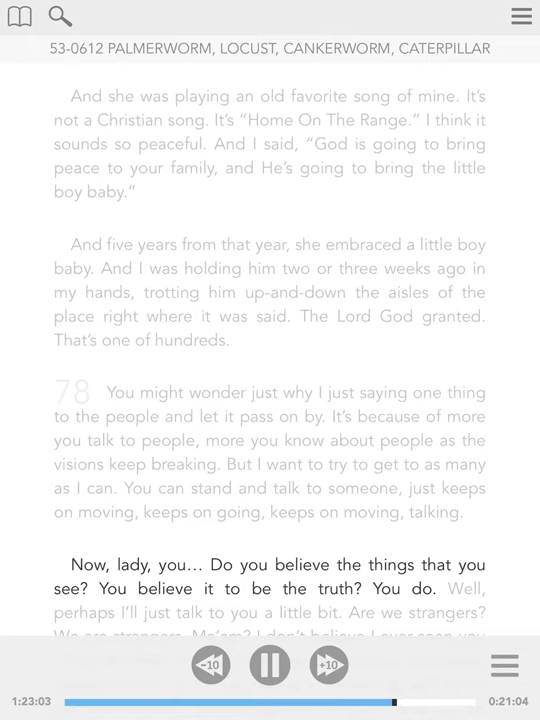 53-0612 PALMERWORM, LOCUST, CANKERWORM, CATERPILLAR
And she was playing an old favorite song of mine. It’s
not a Christian song. It’s “Home On The Range.” I think it
sounds so peaceful. And I said, “God is going to bring
peace to your family, and He’s going to bring the little
boy baby.”
And five years from that year, she embraced a little boy
baby. And I was holding him two or three weeks ago in
my hands, trotting him up-and-down the aisles of the
place right where it was said. The Lord God granted.
That’s one of hundreds.
78 You might wonder just why I just saying one thing
to the people and let it pass on by. It’s because of more
you talk to people, more you know about people as the
visions keep breaking. But I want to try to get to as many
as I can. You can stand and talk to someone, just keeps
on moving, keeps on going, keeps on moving, talking.
Now, lady, you… Do you believe the things that you
see? You believe it to be the truth? You do. Well,
perhaps I’ll just talk to you a little bit. Are we strangers?
We are strangers, Ma’am? I don’t believe I ever seen you
-10 +10
1:23:03 0:21:04